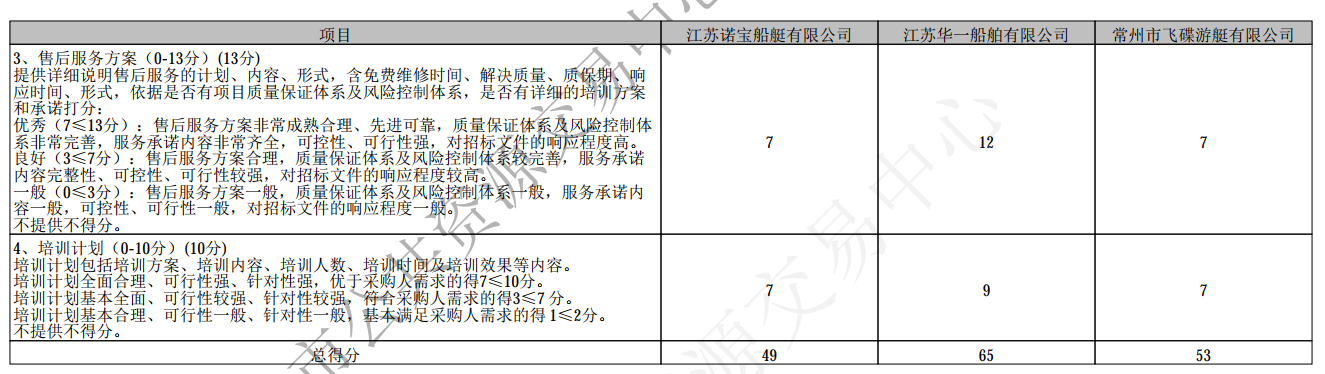 项目 江苏诺宝船艇有限公司 江苏华一船舶有限公司 常州市飞碟游艇有限公司
3、售后服务方案（0-13分）(13分)
提供详细说明售后服务的计划、内容、形式，含免费维修时间、解决质量、质保期、响
应时间、形式，依据是否有项目质量保证体系及风险控制体系，是否有详细的培训方案
和承诺打分：
优秀（7≤13分）：售后服务方案非常成熟合理、先进可靠，质量保证体系及风险控制体
系非常完善，服务承诺内容非常齐全，可控性、可行性强，对招标文件的响应程度高。
良好（3≤7分）：售后服务方案合理，质量保证体系及风险控制体系较完善，服务承诺
内容完整性、可控性、可行性较强，对招标文件的响应程度较高。
一般（0≤3分）：售后服务方案一般，质量保证体系及风险控制体系一般，服务承诺内
容一般，可控性、可行性一般，对招标文件的响应程度一般。
不提供不得分。
7 12 7
4、培训计划（0-10分）(10分)
培训计划包括培训方案、培训内容、培训人数、培训时间及培训效果等内容。
培训计划全面合理、可行性强、针对性强，优于采购人需求的得7≤10分。
培训计划基本全面、可行性较强、针对性较强，符合采购人需求的得3≤7 分。
培训计划基本合理、可行性一般、针对性一般，基本满足采购人需求的得 1≤2分。
不提供不得分。
7 9 7
总得分 49 65 53
市公共资源交易中心
源交易中心